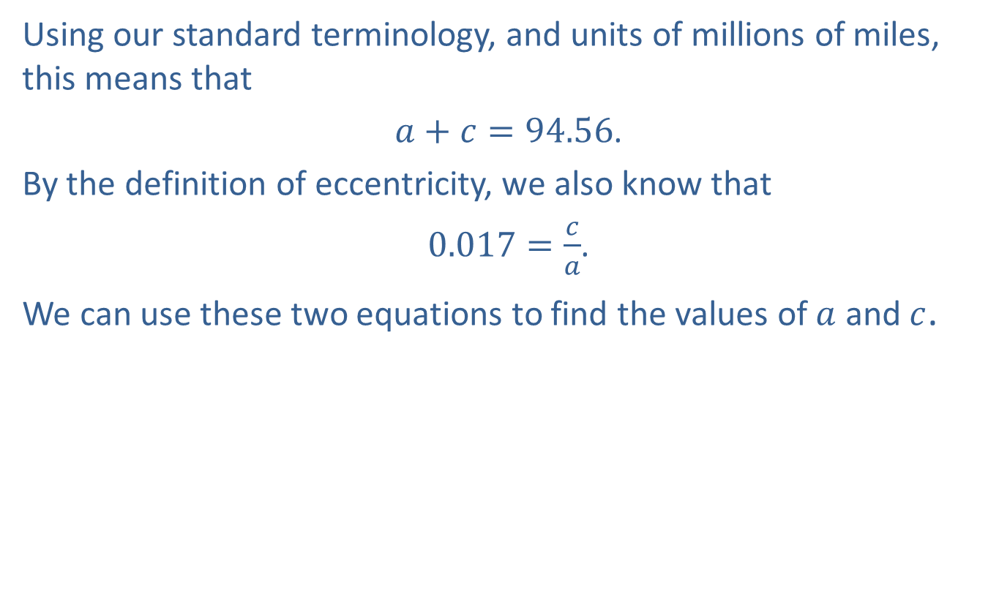 Using our standard terminology, and units of millions of miles,
this means that
𝑎 + 𝑐 = 94.56.
By the definition of eccentricity, we also know that
0.017 = 𝑐/𝑎.
We can use these two equations to find the values of 𝑎 and 𝑐.